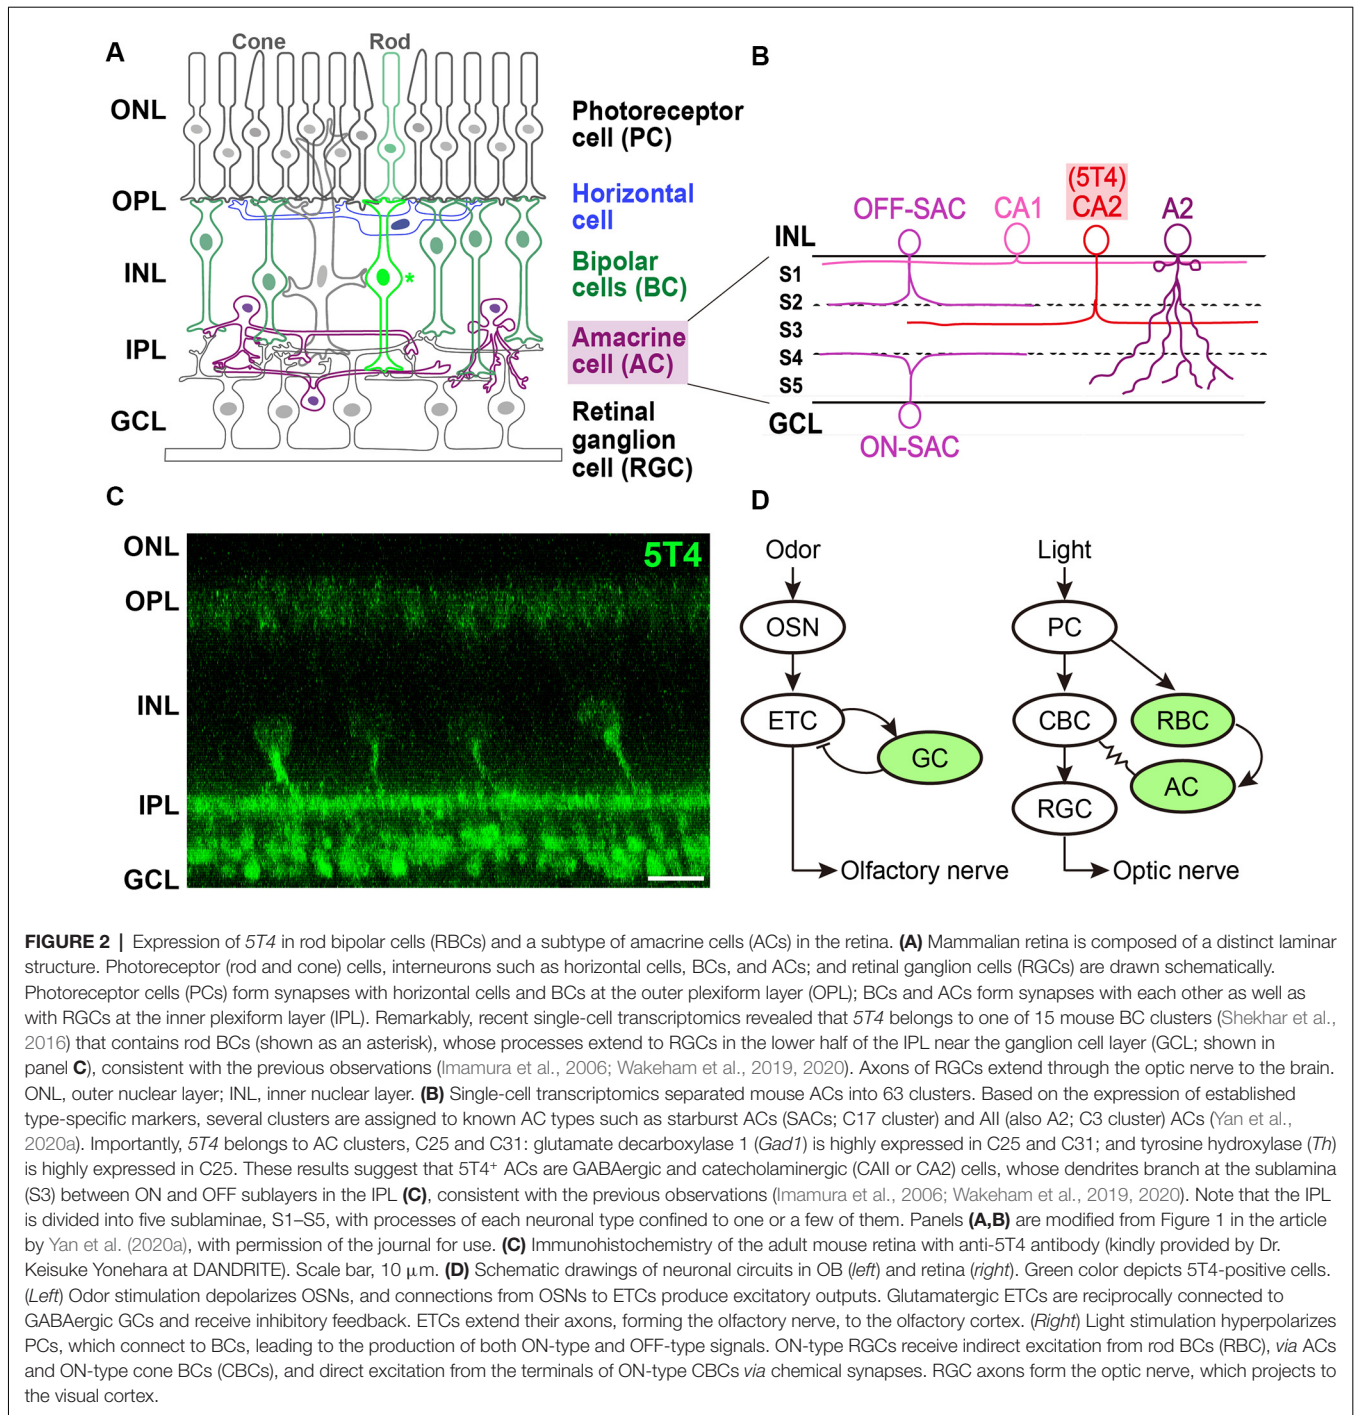 A
Cone
Rod
ONL
OPL
INL
IPL
GCL
Photoreceptor
cell (PC)
Horizontal
cell
Bipolar
cells (BC)
*
Amacrine
cell (AC)
Retinal
ganglion
cell (RGC)
B
OFF-SAC
CA1
(5T4)
CA2
A2
INL
S1
S2
S3
S4
S5
GCL
ON-SAC
C
ONL
OPL
INL
IPL
GCL
5T4
D
Odor
OSN
ETC
GC
Olfactory nerve
Light
PC
CBC
RBC
AC
RGC
Optic nerve
FIGURE 2 | Expression of 5T4 in rod bipolar cells (RBCs) and a subtype of amacrine cells (ACs) in the retina. (A) Mammalian retina is composed of a distinct laminar
structure. Photoreceptor (rod and cone) cells, interneurons such as horizontal cells, BCs, and ACs; and retinal ganglion cells (RGCs) are drawn schematically.
Photoreceptor cells (PCs) form synapses with horizontal cells and BCs at the outer plexiform layer (OPL); BCs and ACs form synapses with each other as well as
with RGCs at the inner plexiform layer (IPL). Remarkably, recent single-cell transcriptomics revealed that 5T4 belongs to one of 15 mouse BC clusters (Shekhar et al.,
2016) that contains rod BCs (shown as an asterisk), whose processes extend to RGCs in the lower half of the IPL near the ganglion cell layer (GCL; shown in
panel C), consistent with the previous observations (Imamura et al., 2006; Wakeham et al., 2019, 2020). Axons of RGCs extend through the optic nerve to the brain.
ONL, outer nuclear layer; INL, inner nuclear layer. (B) Single-cell transcriptomics separated mouse ACs into 63 clusters. Based on the expression of established
type-specific markers, several clusters are assigned to known AC types such as starburst ACs (SACs; C17 cluster) and AII (also A2; C3 cluster) ACs (Yan et al.,
2020a). Importantly, 5T4 belongs to AC clusters, C25 and C31: glutamate decarboxylase 1 (Gad1) is highly expressed in C25 and C31; and tyrosine hydroxylase (Th)
is highly expressed in C25. These results suggest that 5T4⁺ ACs are GABAergic and catecholaminergic (CAII or CA2) cells, whose dendrites branch at the sublamina
(S3) between ON and OFF sublayers in the IPL (C), consistent with the previous observations (Imamura et al., 2006; Wakeham et al., 2019, 2020). Note that the IPL
is divided into five sublaminae, S1–S5, with processes of each neuronal type confined to one or a few of them. Panels (A,B) are modified from Figure 1 in the article
by Yan et al. (2020a), with permission of the journal for use. (C) Immunohistochemistry of the adult mouse retina with anti-5T4 antibody (kindly provided by Dr.
Keisuke Yonehara at DANDRITE). Scale bar, 10 μm. (D) Schematic drawings of neuronal circuits in OB (left) and retina (right). Green color depicts 5T4-positive cells.
(Left) Odor stimulation depolarizes OSNs, and connections from OSNs to ETCs produce excitatory outputs. Glutamatergic ETCs are reciprocally connected to
GABAergic GCs and receive inhibitory feedback. ETCs extend their axons, forming the olfactory nerve, to the olfactory cortex. (Right) Light stimulation hyperpolarizes
PCs, which connect to BCs, leading to the production of both ON-type and OFF-type signals. ON-type RGCs receive indirect excitation from rod BCs (RBC), via ACs
and ON-type cone BCs (CBCs), and direct excitation from the terminals of ON-type CBCs via chemical synapses. RGC axons form the optic nerve, which projects to
the visual cortex.